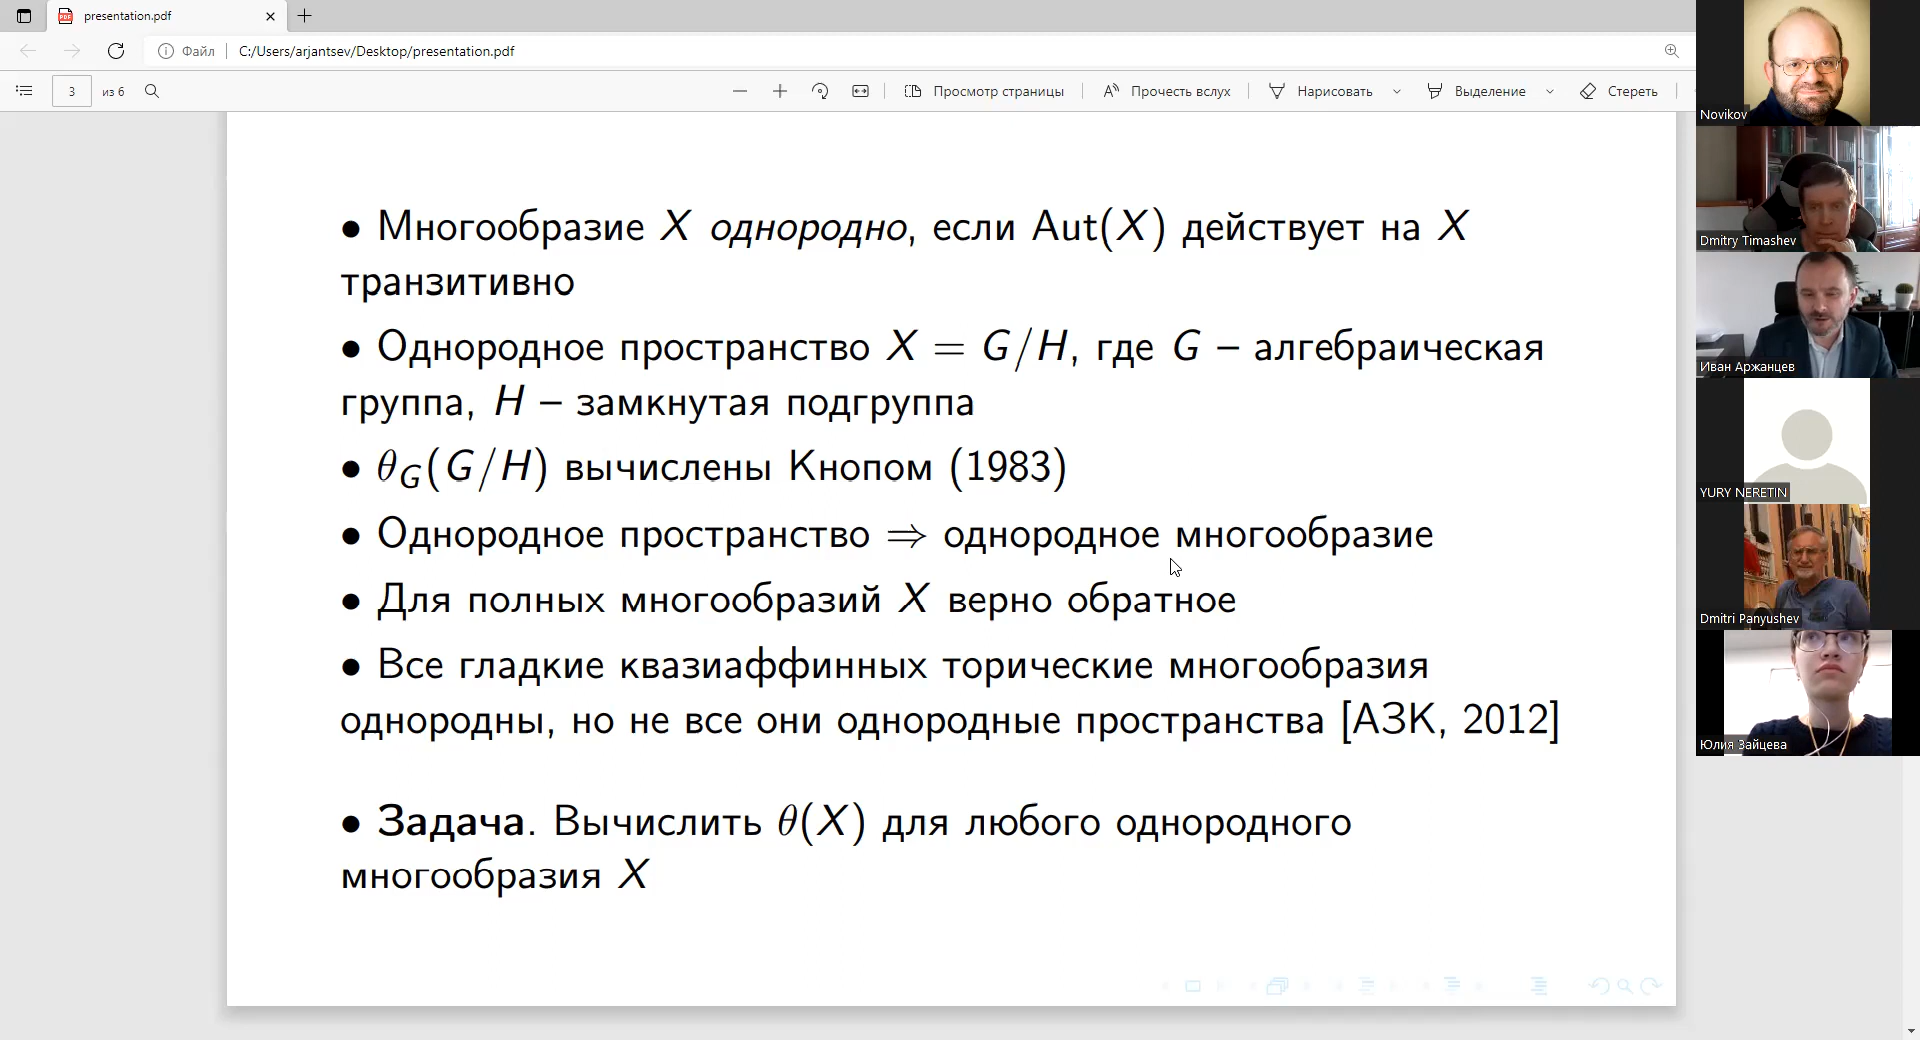 presentation.pdf
Файл
C:/Users/arjantsev/Desktop/presentation.pdf
3 из 6
Просмотр страницы
Прочесть вслух
Нарисовать
Выделение
Стереть
• Многообразие X однородно, если Aut(X) действует на X
транзитивно
• Однородное пространство X = G/H, где G – алгебраическая
группа, H – замкнутая подгруппа
• θ_G(G/H) вычислены Кнопом (1983)
• Однородное пространство ⇒ однородное многообразие
• Для полных многообразий X верно обратное
• Все гладкие квазиаффинных торические многообразия
однородны, но не все они однородные пространства [АЗК, 2012]
• Задача. Вычислить θ(X) для любого однородного
многообразия X
Novikov
Dmitry Timashev
Иван Аржанцев
YURY NERETIN
Dmitri Panyushev
Юлия Зайцева